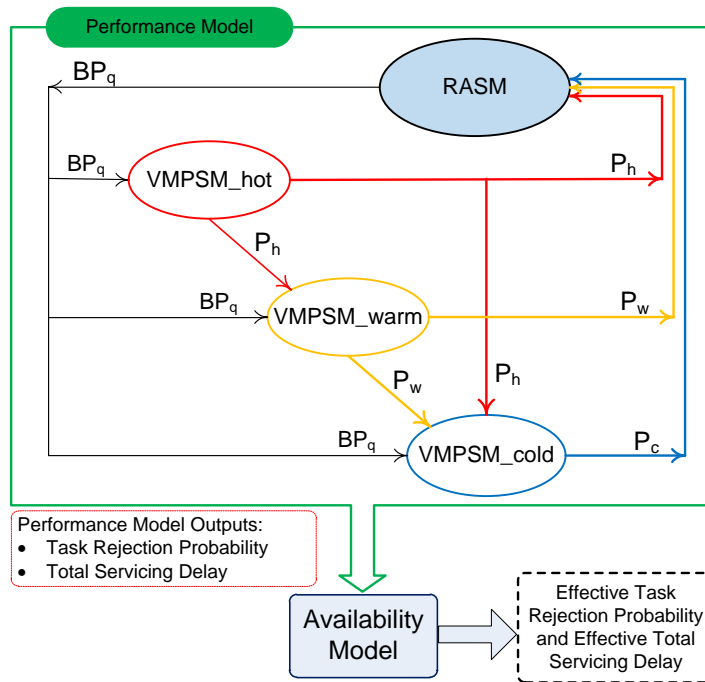 Performance Model
BPq
RASM
BPq
VMPSM_hot
Ph
Ph
BPq
VMPSM_warm
Pw
Pw
Ph
BPq
VMPSM_cold
Pc
Performance Model Outputs:
• Task Rejection Probability
• Total Servicing Delay
Availability
Model
Effective Task
Rejection Probability
and Effective Total
Servicing Delay